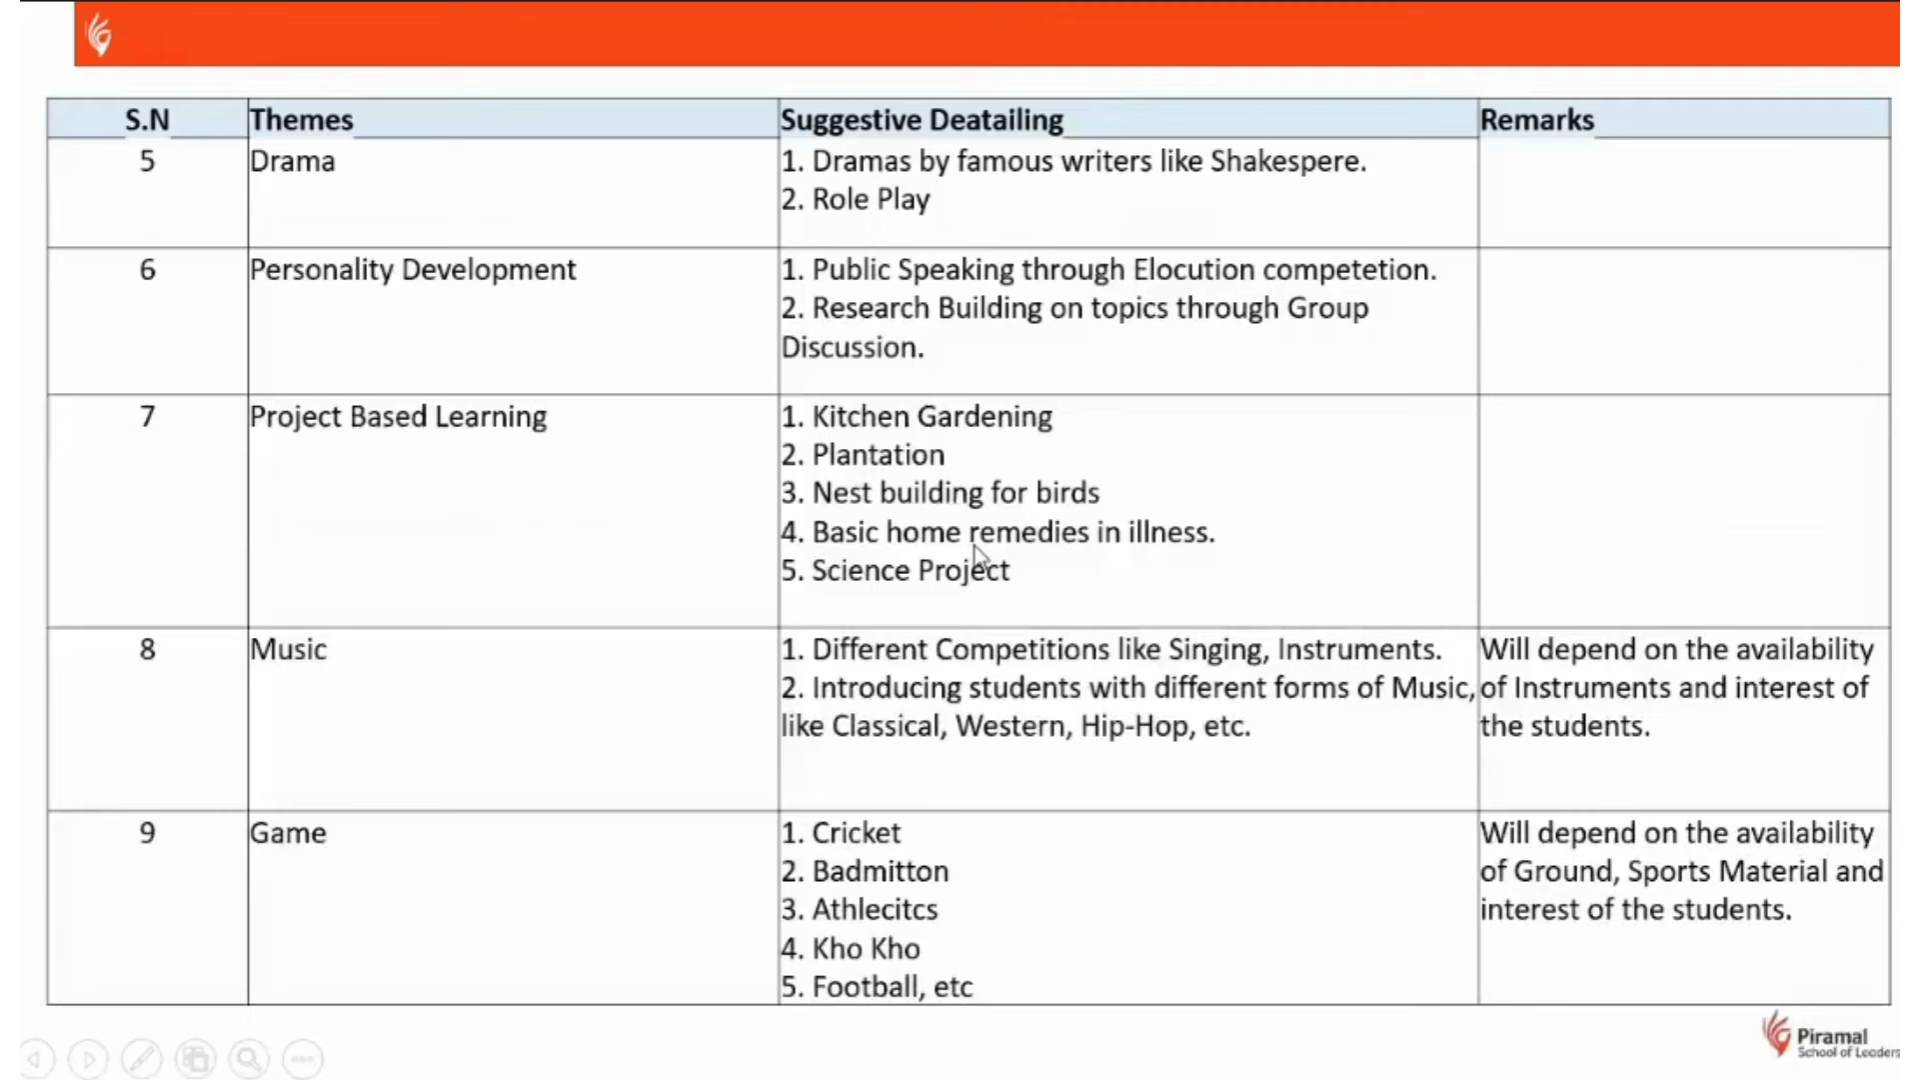 S.N Themes Suggestive Deatailing Remarks
5 Drama 1. Dramas by famous writers like Shakespere.
2. Role Play
6 Personality Development 1. Public Speaking through Elocution competetion.
2. Research Building on topics through Group
Discussion.
7 Project Based Learning 1. Kitchen Gardening
2. Plantation
3. Nest building for birds
4. Basic home remedies in illness.
5. Science Project
8 Music 1. Different Competitions like Singing, Instruments. Will depend on the availability
2. Introducing students with different forms of Music, of Instruments and interest of
like Classical, Western, Hip-Hop, etc. the students.
9 Game 1. Cricket Will depend on the availability
2. Badmitton of Ground, Sports Material and
3. Athlecitcs interest of the students.
4. Kho Kho
5. Football, etc
Piramal
School of Leaders